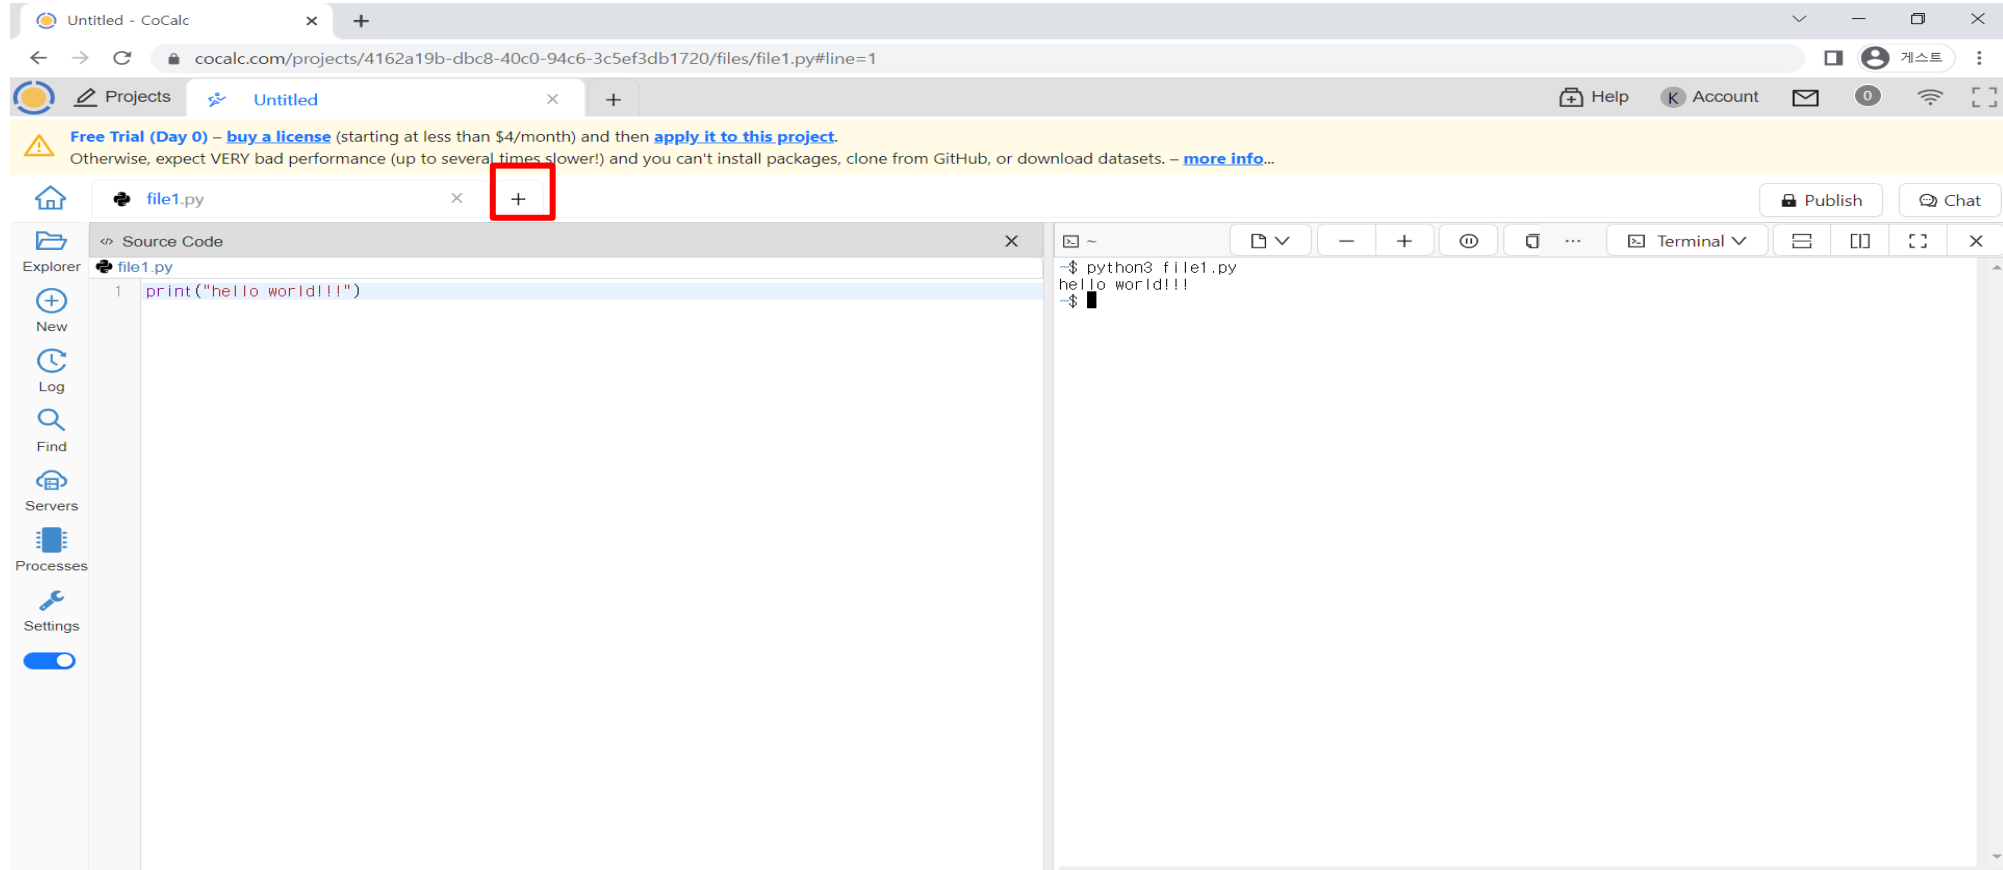 Untitled - CoCalc
cocalc.com/projects/4162a19b-dbc8-40c0-94c6-3c5ef3db1720/files/file1.py#line=1
게스트
Projects
Untitled
Help
K Account
0
Free Trial (Day 0) – buy a license (starting at less than $4/month) and then apply it to this project.
Otherwise, expect VERY bad performance (up to several times slower!) and you can't install packages, clone from GitHub, or download datasets. – more info...
file1.py
Publish
Chat
Explorer
New
Log
Find
Servers
Processes
Settings
Source Code
file1.py
1 print("hello world!!!")
~
Terminal
~$ python3 file1.py
hello world!!!
~$